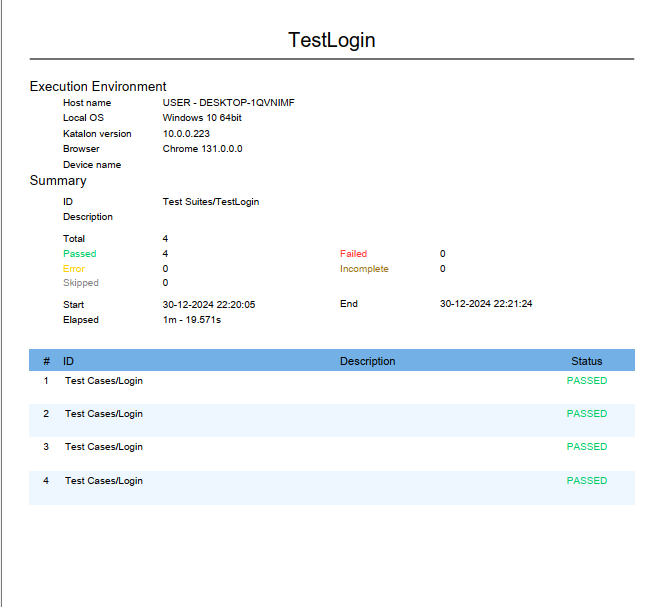 TestLogin
Execution Environment
Host name USER - DESKTOP-1QVNIMF
Local OS Windows 10 64bit
Katalon version 10.0.0.223
Browser Chrome 131.0.0.0
Device name
Summary
ID Test Suites/TestLogin
Description
Total 4
Passed 4 Failed 0
Error 0 Incomplete 0
Skipped 0
Start 30-12-2024 22:20:05 End 30-12-2024 22:21:24
Elapsed 1m - 19.571s
# ID Description Status
1 Test Cases/Login PASSED
2 Test Cases/Login PASSED
3 Test Cases/Login PASSED
4 Test Cases/Login PASSED